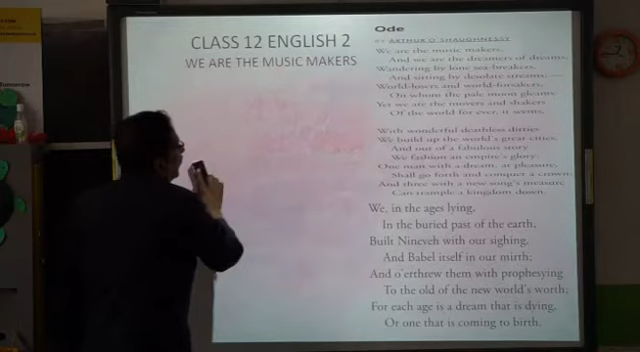 CLASS 12 ENGLISH 2
WE ARE THE MUSIC MAKERS
Ode
BY ARTHUR O'SHAUGHNESSY
We are the music makers,
And we are the dreamers of dreams,
Wandering by lone sea-breakers,
And sitting by desolate streams;—
World-losers and world-forsakers,
On whom the pale moon gleams:
Yet we are the movers and shakers
Of the world for ever, it seems.
With wonderful deathless ditties
We build up the world's great cities,
And out of a fabulous story
We fashion an empire's glory:
One man with a dream, at pleasure,
Shall go forth and conquer a crown;
And three with a new song's measure
Can trample a kingdom down.
We, in the ages lying,
In the buried past of the earth,
Built Nineveh with our sighing,
And Babel itself in our mirth;
And o'erthrew them with prophesying
To the old of the new world's worth;
For each age is a dream that is dying,
Or one that is coming to birth.